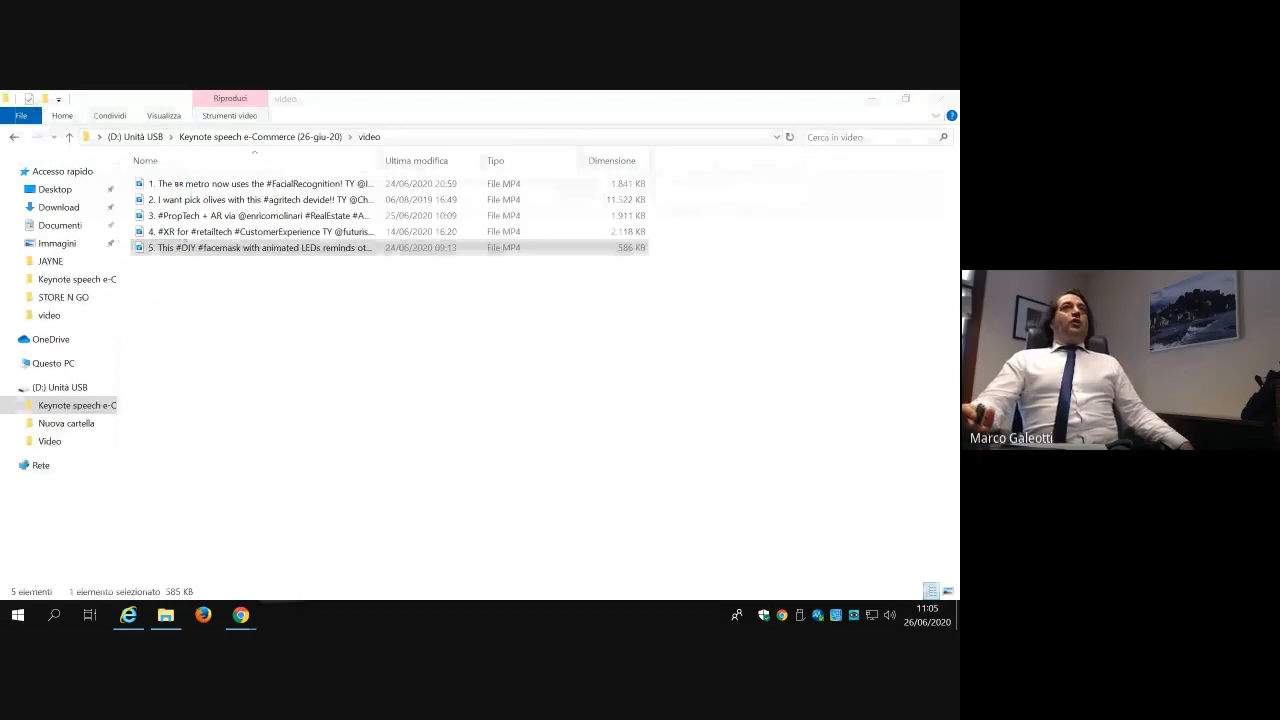 Riproduci
video
File
Home
Condividi
Visualizza
Strumenti video
(D:) Unità USB
Keynote speech e-Commerce (26-giu-20)
video
Cerca in video
Nome
Ultima modifica
Tipo
Dimensione
1. The BR metro now uses the #FacialRecognition! TY @I... 24/06/2020 20:59 File MP4 1.841 KB
2. I want pick olives with this #agritech devide!! TY @Ch... 06/08/2019 16:49 File MP4 11.522 KB
3. #PropTech + AR via @enricomolinari #RealEstate #A... 25/06/2020 10:09 File MP4 1.911 KB
4. #XR for #retailtech #CustomerExperience TY @futuris... 14/06/2020 16:20 File MP4 2.118 KB
5. This #DIY #facemask with animated LEDs reminds ot... 24/06/2020 09:13 File MP4 586 KB
Accesso rapido
Desktop
Download
Documenti
Immagini
JAYNE
Keynote speech e-C
STORE N GO
video
OneDrive
Questo PC
(D:) Unità USB
Keynote speech e-C
Nuova cartella
Video
Rete
5 elementi
1 elemento selezionato 585 KB
11:05
26/06/2020
Marco Galeotti